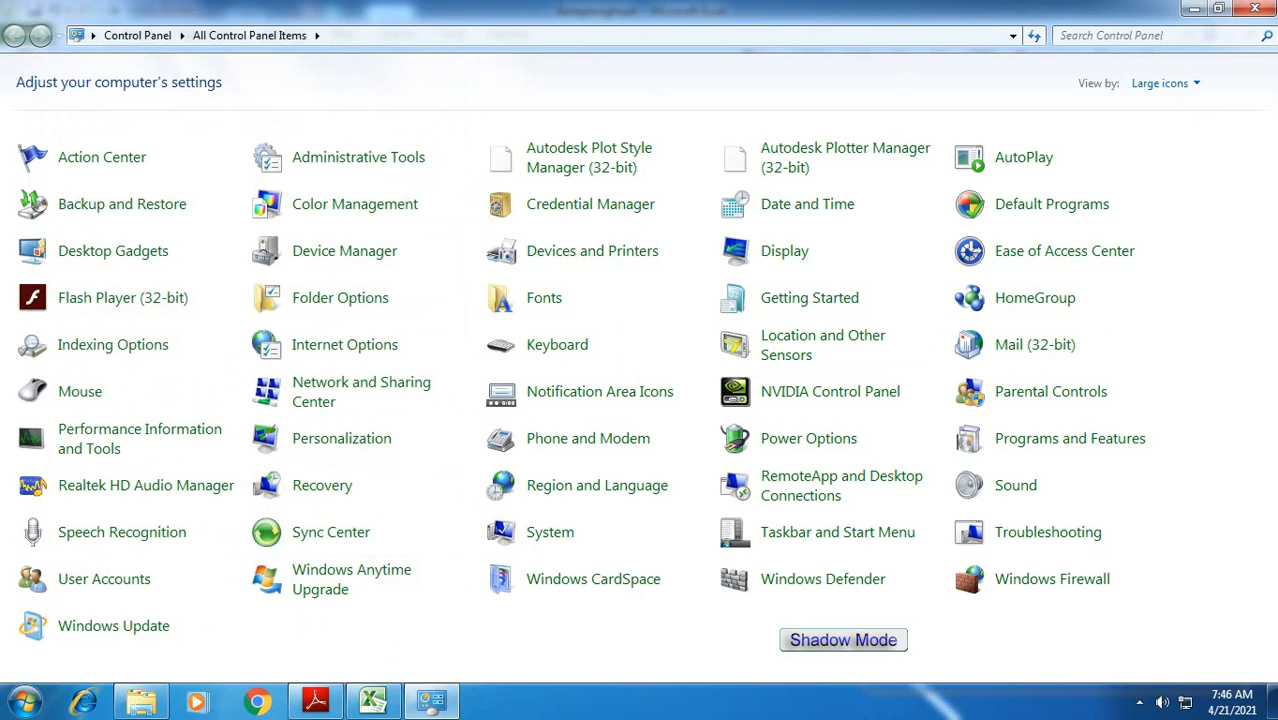 Control Panel All Control Panel Items
Search Control Panel
Adjust your computer's settings
View by: Large icons
Action Center
Administrative Tools
Autodesk Plot Style
Manager (32-bit)
Autodesk Plotter Manager
(32-bit)
AutoPlay
Backup and Restore
Color Management
Credential Manager
Date and Time
Default Programs
Desktop Gadgets
Device Manager
Devices and Printers
Display
Ease of Access Center
Flash Player (32-bit)
Folder Options
Fonts
Getting Started
HomeGroup
Indexing Options
Internet Options
Keyboard
Location and Other
Sensors
Mail (32-bit)
Mouse
Network and Sharing
Center
Notification Area Icons
NVIDIA Control Panel
Parental Controls
Performance Information
and Tools
Personalization
Phone and Modem
Power Options
Programs and Features
Realtek HD Audio Manager
Recovery
Region and Language
RemoteApp and Desktop
Connections
Sound
Speech Recognition
Sync Center
System
Taskbar and Start Menu
Troubleshooting
User Accounts
Windows Anytime
Upgrade
Windows CardSpace
Windows Defender
Windows Firewall
Windows Update
Shadow Mode
7:46 AM
4/21/2021